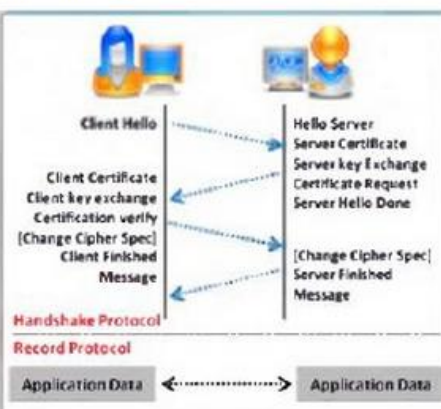 Client Hello
Hello Server
Server Certificate
Server key Exchange
Certificate Request
Server Hello Done
Client Certificate
Client key exchange
Certification verify
[Change Cipher Spec]
Client Finished
Message
[Change Cipher Spec]
Server Finished
Message
Handshake Protocol
Record Protocol
Application Data
Application Data